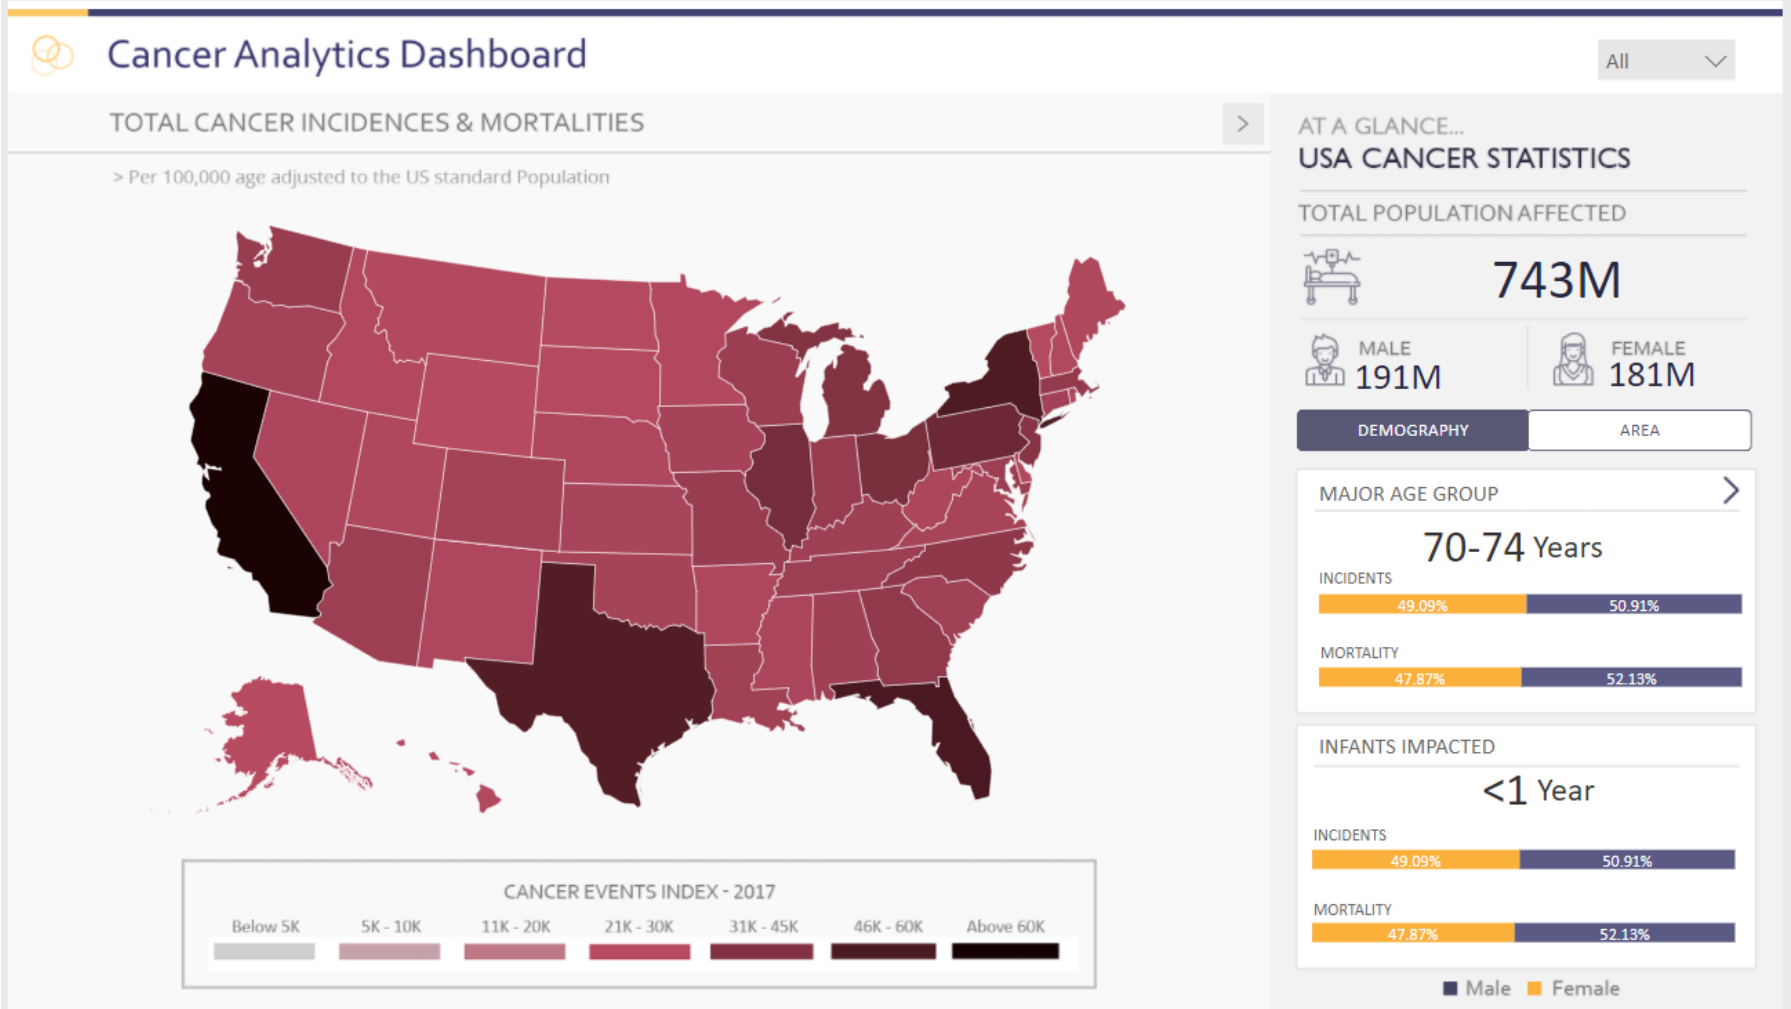 Cancer Analytics Dashboard
All
TOTAL CANCER INCIDENCES & MORTALITIES
>
> Per 100,000 age adjusted to the US standard Population
CANCER EVENTS INDEX - 2017
Below 5K
5K - 10K
11K - 20K
21K - 30K
31K - 45K
46K - 60K
Above 60K
AT A GLANCE...
USA CANCER STATISTICS
TOTAL POPULATION AFFECTED
743M
MALE
191M
FEMALE
181M
DEMOGRAPHY
AREA
MAJOR AGE GROUP
70-74 Years
INCIDENTS
49.09%
50.91%
MORTALITY
47.87%
52.13%
INFANTS IMPACTED
<1 Year
INCIDENTS
49.09%
50.91%
MORTALITY
47.87%
52.13%
Male
Female